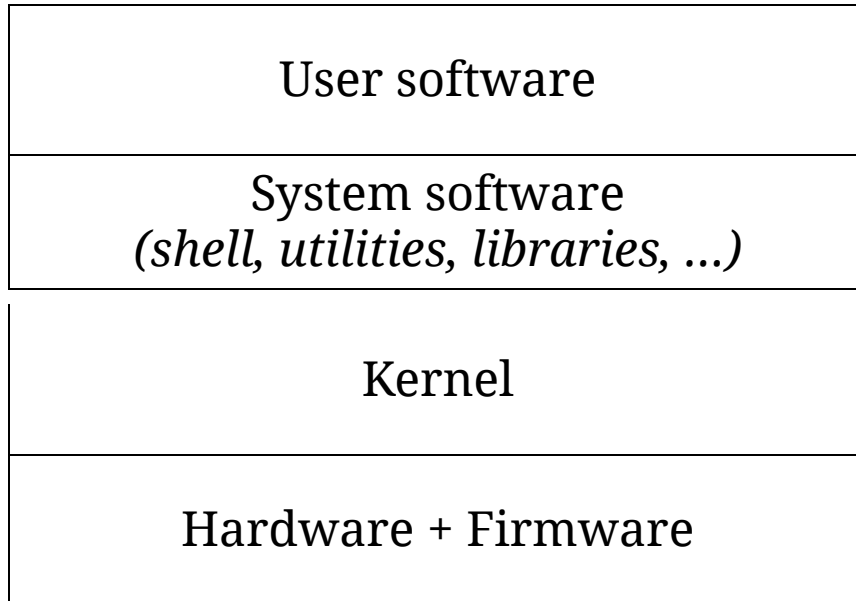 User software
System software
(shell, utilities, libraries, …)
Kernel
Hardware + Firmware